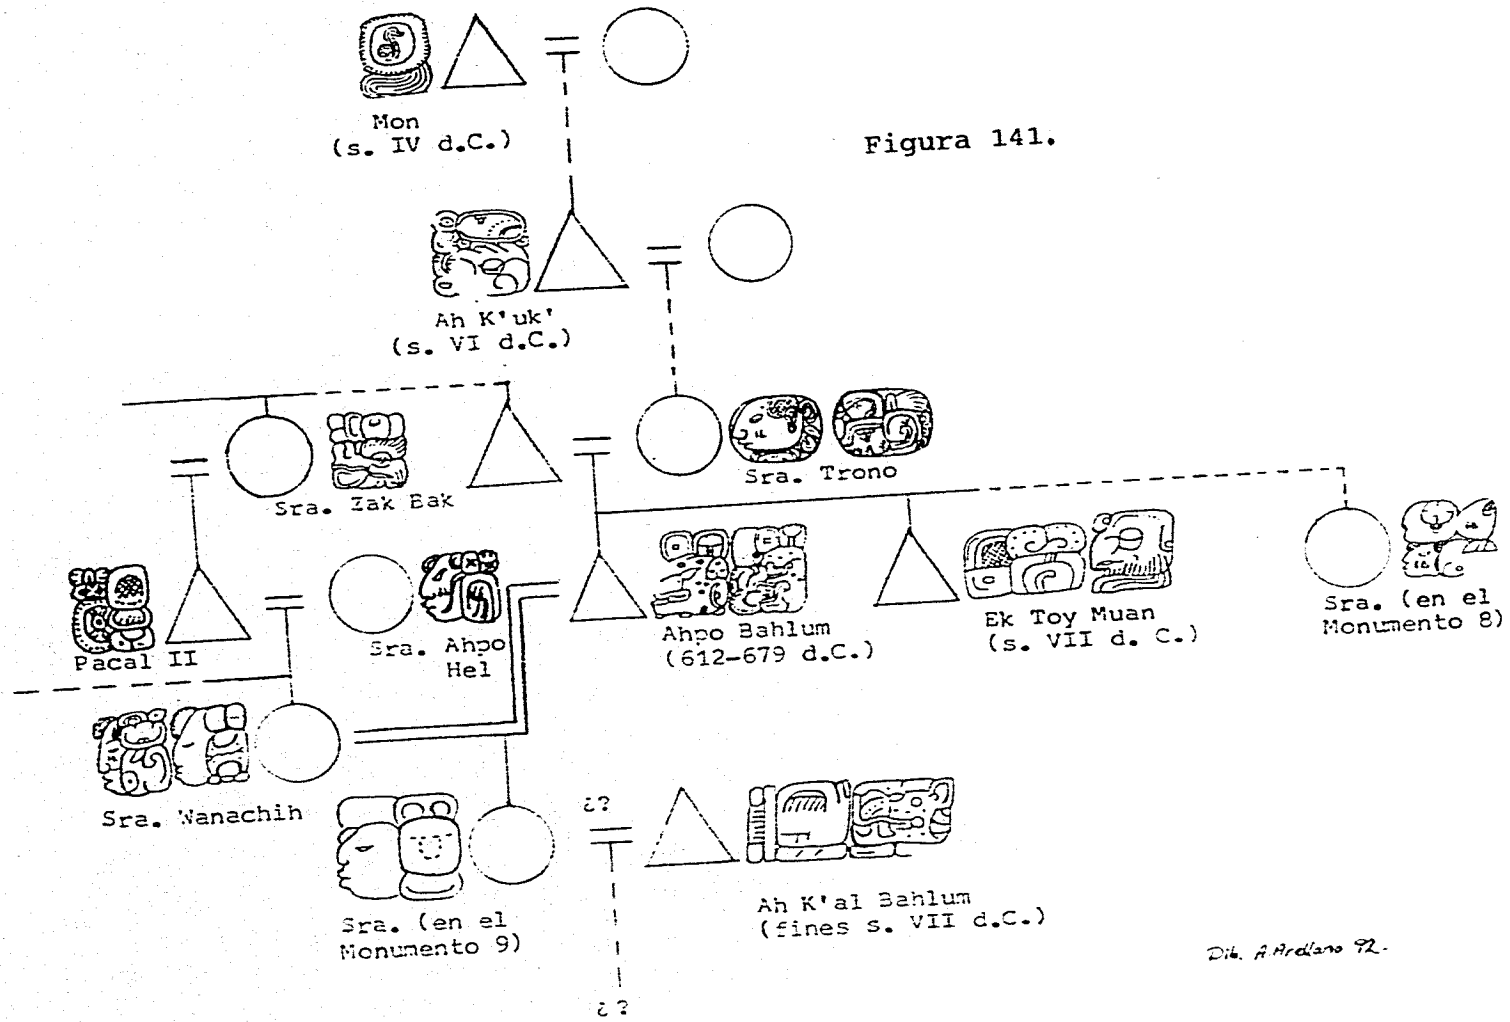 Mon
(s. IV d.C.)
Figura 141.
Ah K'uk'
(s. VI d.C.)
Sra. Trono
Sra. Zak Bak
Pacal II
Sra. Ahpo
Hel
Ahpo Bahlum
(612-679 d.C.)
Ek Toy Muan
(s. VII d. C.)
Sra. (en el
Monumento 8)
Sra. Wanachih
¿?
Sra. (en el
Monumento 9)
Ah K'al Bahlum
(fines s. VII d.C.)
Dib. A. Arellano 92.
¿?